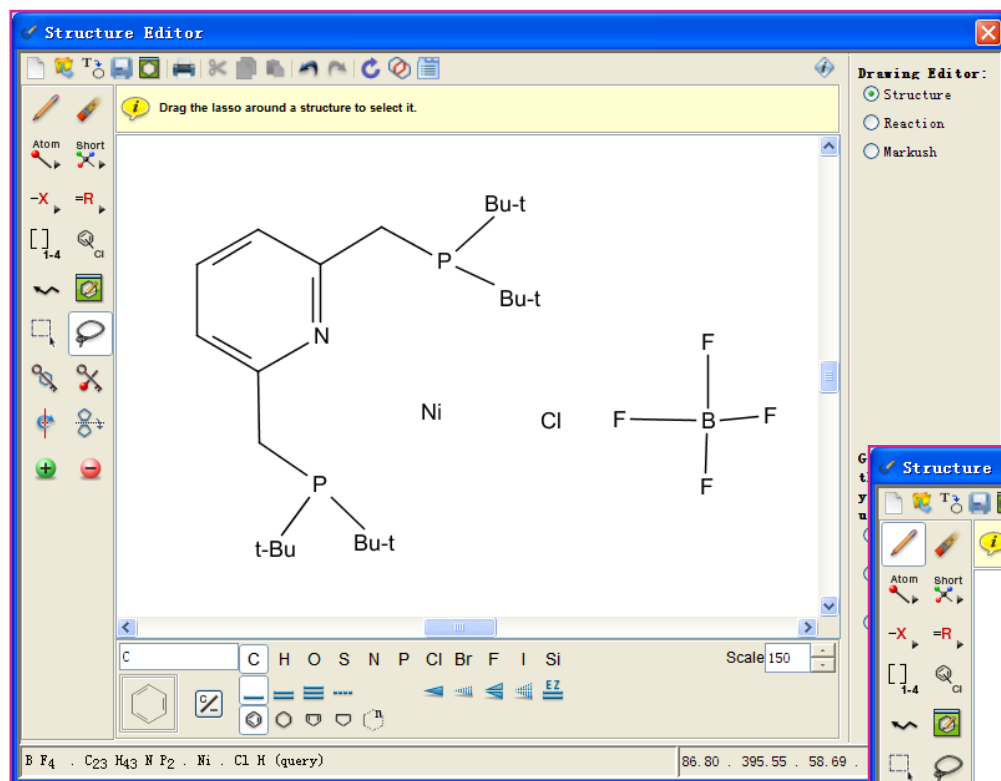 Structure Editor
T
Drag the lasso around a structure to select it.
Drawing Editor:
Structure
Reaction
Markush
Atom Short
-X =R
[ ] 1-4 Cl
Bu-t
P
Bu-t
N
F
Ni Cl F B F
F
P
t-Bu Bu-t
C
C H O S N P Cl Br F I Si
Scale 150
C/_ EZ
n
B F4 . C23 H43 N P2 . Ni . Cl H (query)
86.80 . 395.55 . 58.69 .
Structure
T
Atom Short
-X =R
[ ] 1-4 Cl